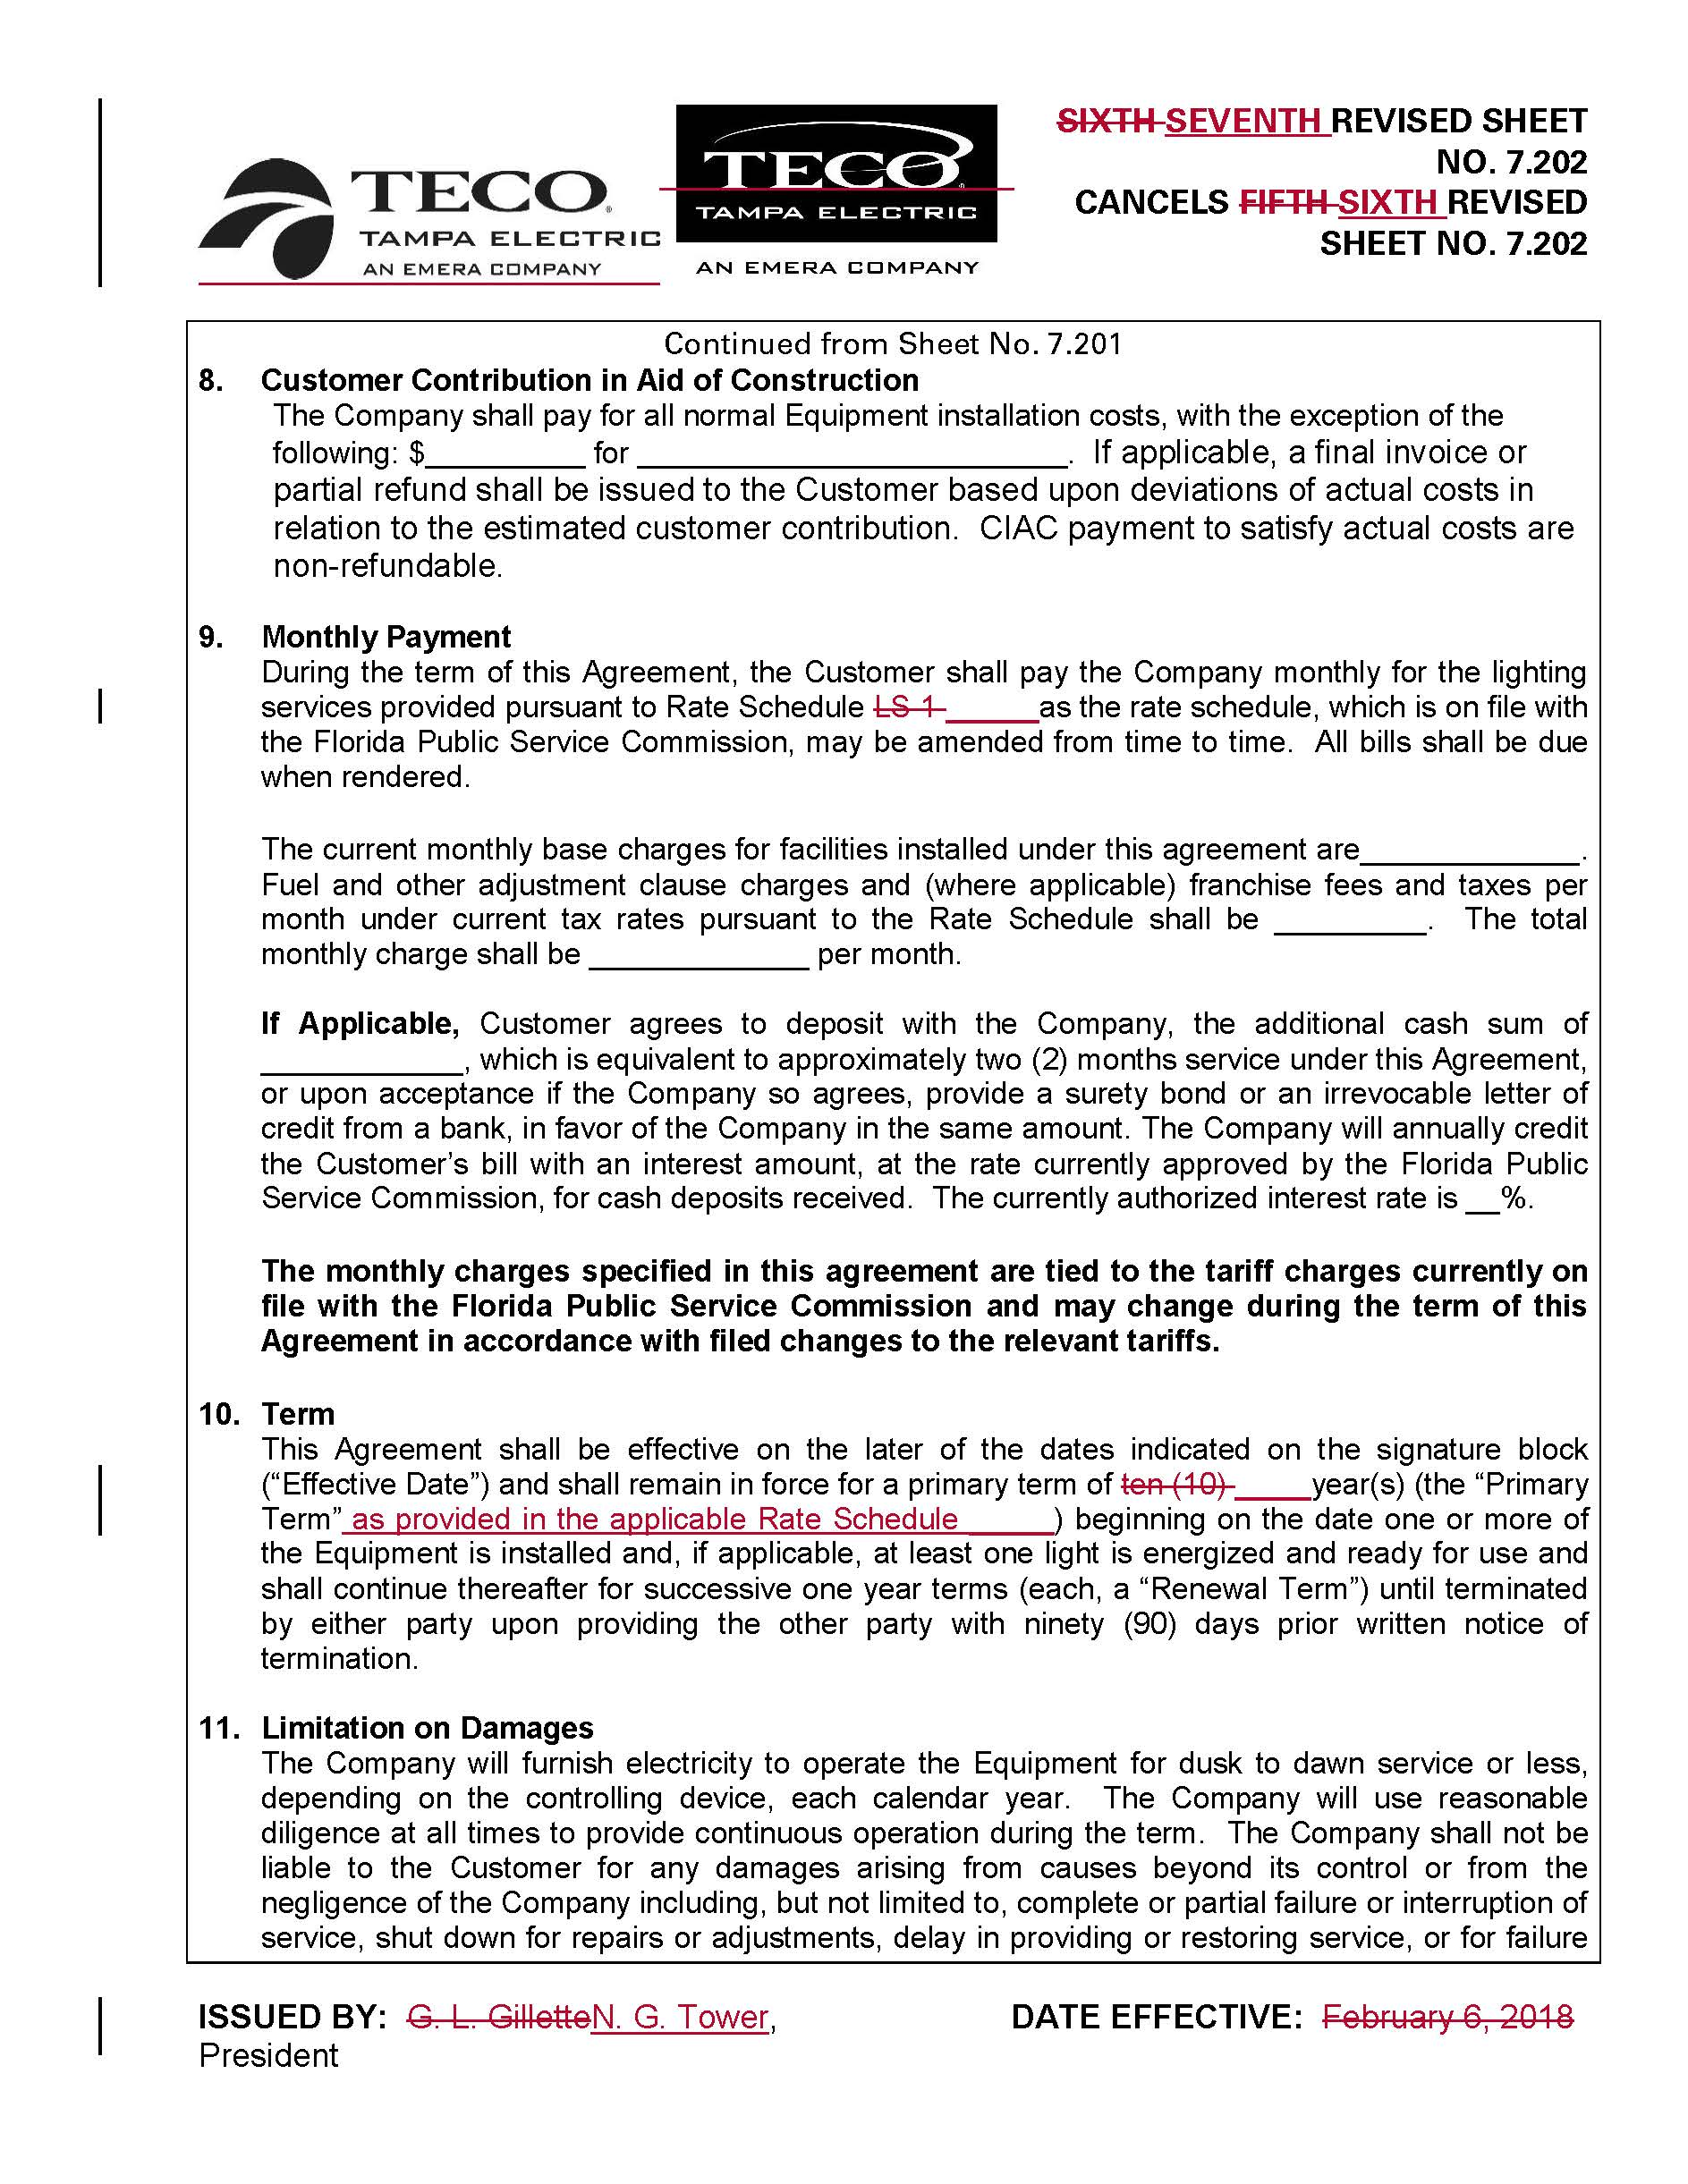 SIXTH SEVENTH REVISED SHEET
NO. 7.202
CANCELS FIFTH SIXTH REVISED
SHEET NO. 7.202
TECO®
TAMPA ELECTRIC
AN EMERA COMPANY
TECO®
TAMPA ELECTRIC
AN EMERA COMPANY
Continued from Sheet No. 7.201
8. Customer Contribution in Aid of Construction
The Company shall pay for all normal Equipment installation costs, with the exception of the
following: $__________ for __________________________. If applicable, a final invoice or
partial refund shall be issued to the Customer based upon deviations of actual costs in
relation to the estimated customer contribution. CIAC payment to satisfy actual costs are
non-refundable.
9. Monthly Payment
During the term of this Agreement, the Customer shall pay the Company monthly for the lighting
services provided pursuant to Rate Schedule LS 1 ______as the rate schedule, which is on file with
the Florida Public Service Commission, may be amended from time to time. All bills shall be due
when rendered.
The current monthly base charges for facilities installed under this agreement are_____________.
Fuel and other adjustment clause charges and (where applicable) franchise fees and taxes per
month under current tax rates pursuant to the Rate Schedule shall be _________. The total
monthly charge shall be _____________ per month.
If Applicable, Customer agrees to deposit with the Company, the additional cash sum of
____________, which is equivalent to approximately two (2) months service under this Agreement,
or upon acceptance if the Company so agrees, provide a surety bond or an irrevocable letter of
credit from a bank, in favor of the Company in the same amount. The Company will annually credit
the Customer’s bill with an interest amount, at the rate currently approved by the Florida Public
Service Commission, for cash deposits received. The currently authorized interest rate is __%.
The monthly charges specified in this agreement are tied to the tariff charges currently on
file with the Florida Public Service Commission and may change during the term of this
Agreement in accordance with filed changes to the relevant tariffs.
10. Term
This Agreement shall be effective on the later of the dates indicated on the signature block
(“Effective Date”) and shall remain in force for a primary term of ten (10) _____year(s) (the “Primary
Term” as provided in the applicable Rate Schedule _____) beginning on the date one or more of
the Equipment is installed and, if applicable, at least one light is energized and ready for use and
shall continue thereafter for successive one year terms (each, a “Renewal Term”) until terminated
by either party upon providing the other party with ninety (90) days prior written notice of
termination.
11. Limitation on Damages
The Company will furnish electricity to operate the Equipment for dusk to dawn service or less,
depending on the controlling device, each calendar year. The Company will use reasonable
diligence at all times to provide continuous operation during the term. The Company shall not be
liable to the Customer for any damages arising from causes beyond its control or from the
negligence of the Company including, but not limited to, complete or partial failure or interruption of
service, shut down for repairs or adjustments, delay in providing or restoring service, or for failure
ISSUED BY: G. L. GilletteN. G. Tower, DATE EFFECTIVE: February 6, 2018
President